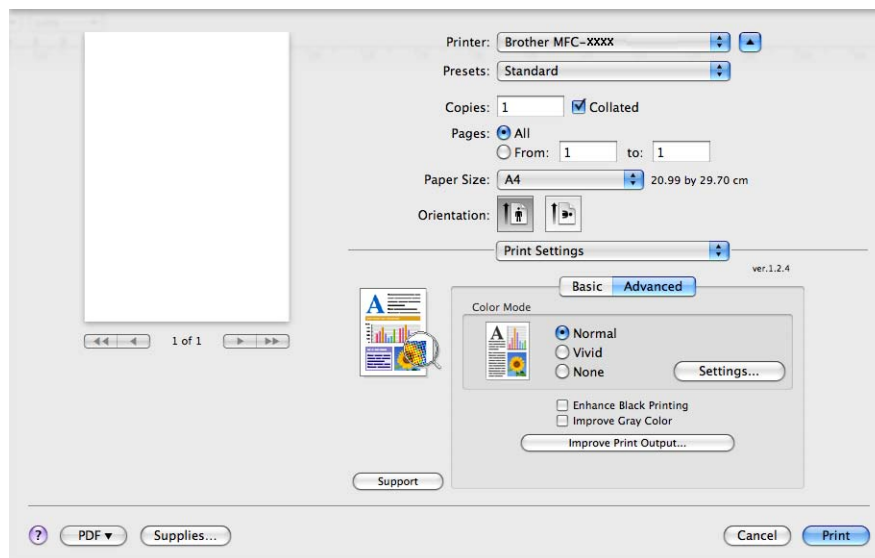 Printer: Brother MFC-XXXX
Presets: Standard
Copies: 1 Collated
Pages: All
From: 1 to: 1
Paper Size: A4 20.99 by 29.70 cm
Orientation:
Print Settings
ver.1.2.4
Basic Advanced
Color Mode
Normal
Vivid
None Settings...
Enhance Black Printing
Improve Gray Color
Improve Print Output...
1 of 1
Support
? PDF Supplies... Cancel Print